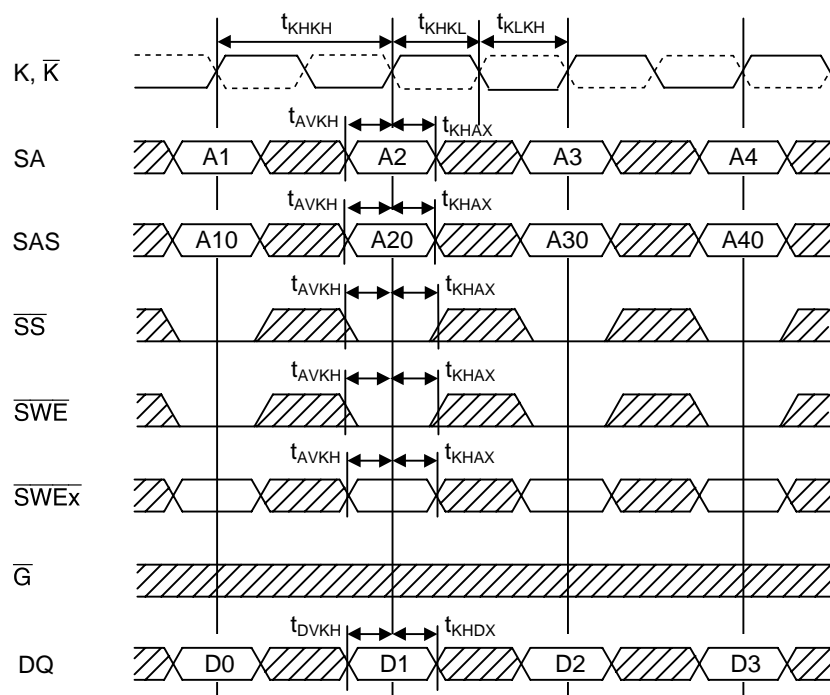 tKHKH tKHKL tKLKH
K, K̅
tAVKH tKHAX
SA A1 A2 A3 A4
tAVKH tKHAX
SAS A10 A20 A30 A40
tAVKH tKHAX
S̅S̅
tAVKH tKHAX
S̅W̅E̅
tAVKH tKHAX
S̅W̅E̅x̅
G̅
tDVKH tKHDX
DQ D0 D1 D2 D3